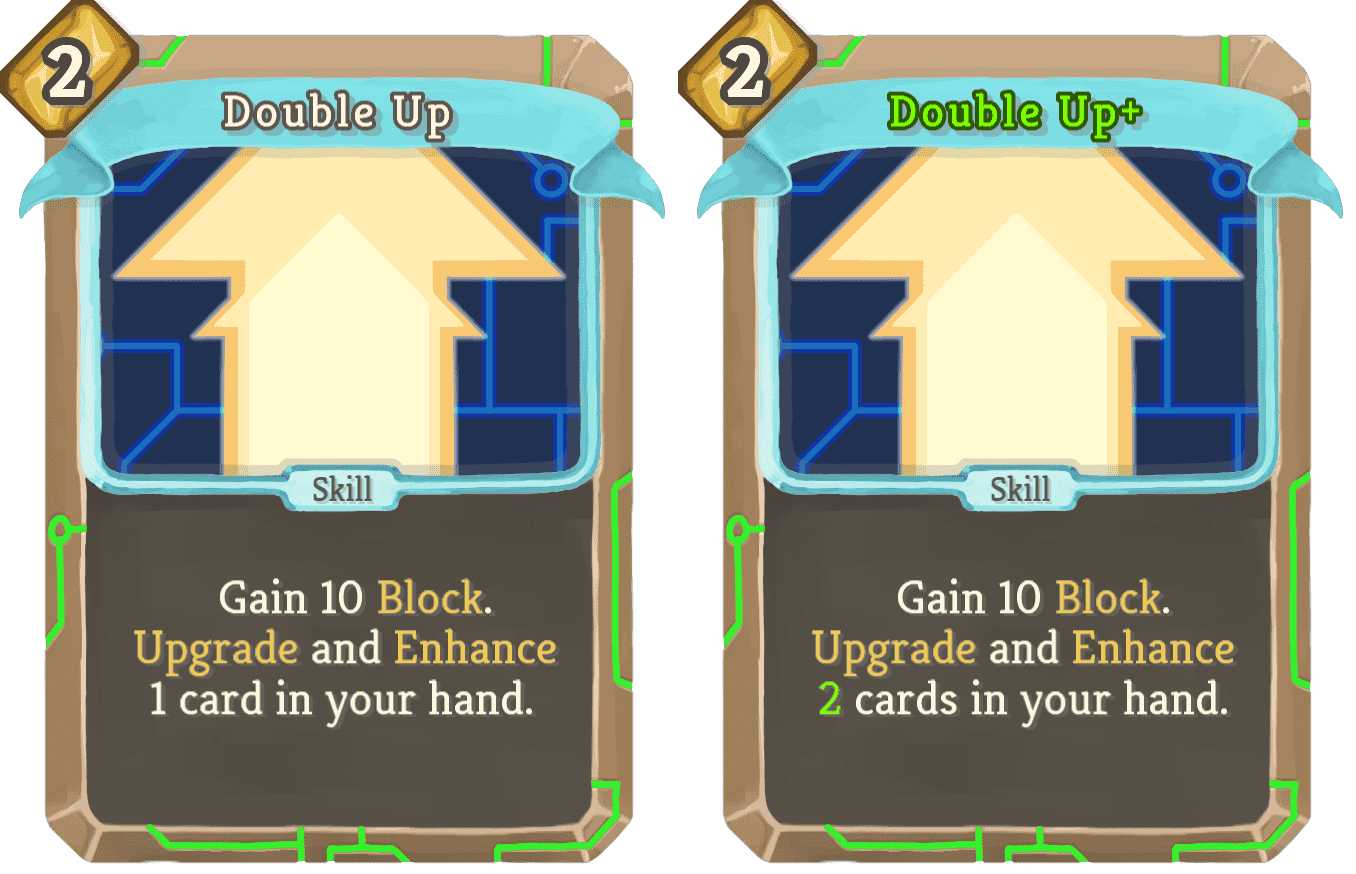 2
Double Up
Skill
Gain 10 Block.
Upgrade and Enhance
1 card in your hand.
2
Double Up+
Skill
Gain 10 Block.
Upgrade and Enhance
2 cards in your hand.